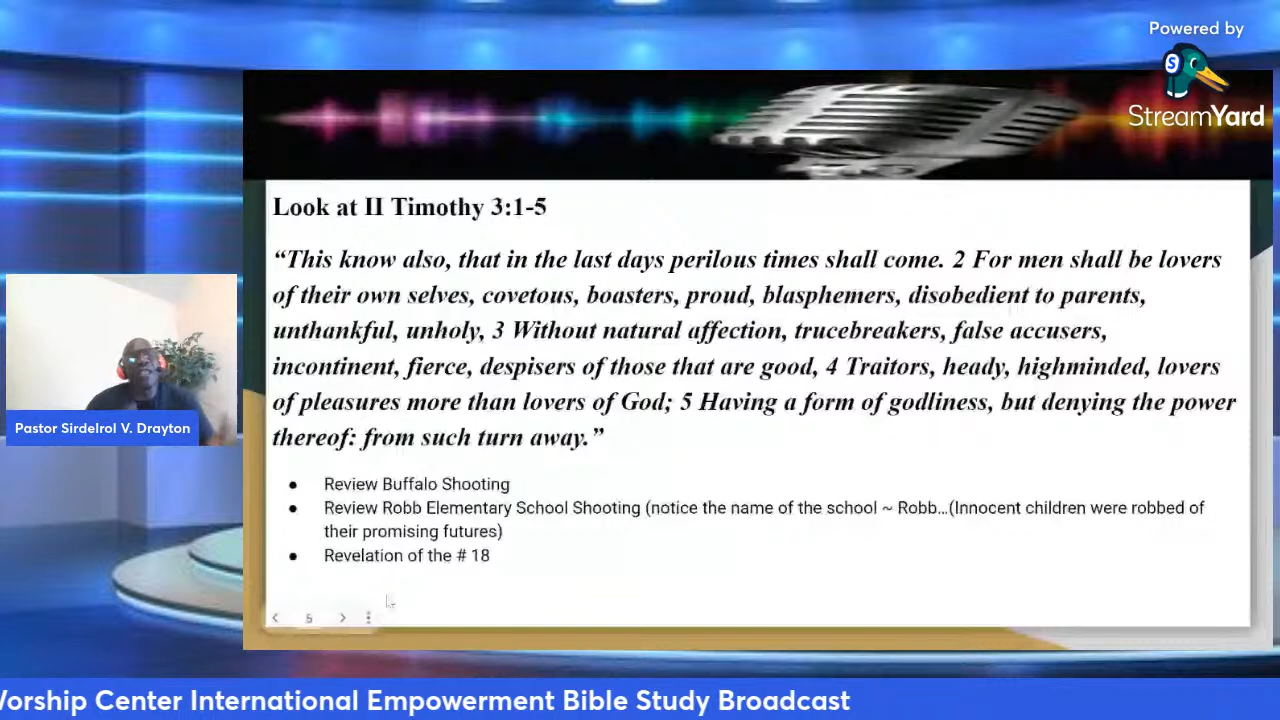 Powered by
StreamYard
Look at II Timothy 3:1-5
“This know also, that in the last days perilous times shall come. 2 For men shall be lovers
of their own selves, covetous, boasters, proud, blasphemers, disobedient to parents,
unthankful, unholy, 3 Without natural affection, trucebreakers, false accusers,
incontinent, fierce, despisers of those that are good, 4 Traitors, heady, highminded, lovers
of pleasures more than lovers of God; 5 Having a form of godliness, but denying the power
thereof: from such turn away.”
● Review Buffalo Shooting
● Review Robb Elementary School Shooting (notice the name of the school ~ Robb...(Innocent children were robbed of
their promising futures)
● Revelation of the # 18
5
Pastor Sirdelrol V. Drayton
Worship Center International Empowerment Bible Study Broadcast